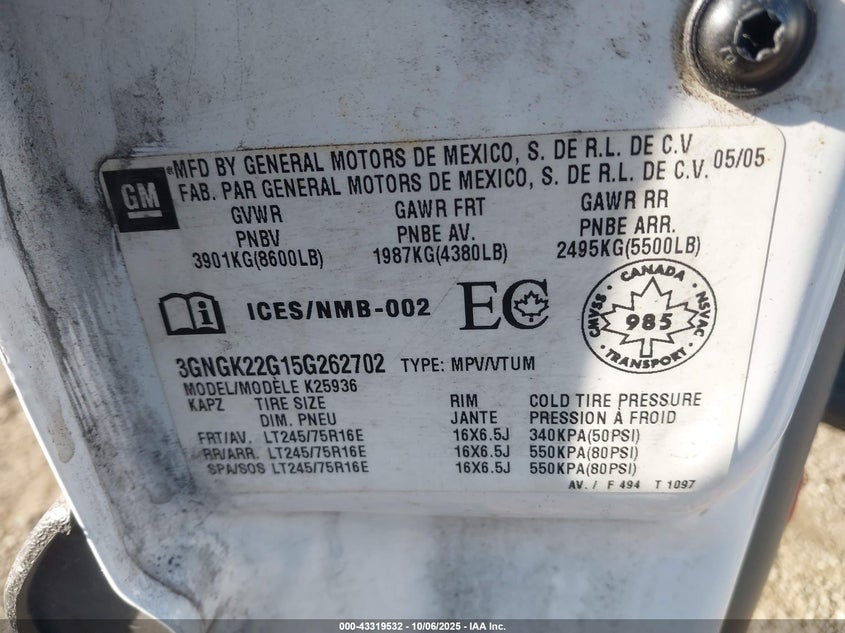 GM
MFD BY GENERAL MOTORS DE MEXICO, S. DE R.L. DE C.V
FAB. PAR GENERAL MOTORS DE MEXICO, S. DE R.L. DE C.V. 05/05
GVWR GAWR FRT GAWR RR
PNBV PNBE AV. PNBE ARR.
3901KG(8600LB) 1987KG(4380LB) 2495KG(5500LB)
ICES/NMB-002 EC
CANADA
CMVSS 985 NSVAC
TRANSPORT
3GNGK22G15G262702 TYPE: MPV/VTUM
MODEL/MODÈLE K25936
KAPZ TIRE SIZE RIM COLD TIRE PRESSURE
DIM. PNEU JANTE PRESSION À FROID
FRT/AV. LT245/75R16E 16X6.5J 340KPA(50PSI)
RR/ARR. LT245/75R16E 16X6.5J 550KPA(80PSI)
SPA/SOS LT245/75R16E 16X6.5J 550KPA(80PSI)
AV. / F 494 T 1097
000-43319532 - 10/06/2025 - IAA Inc.